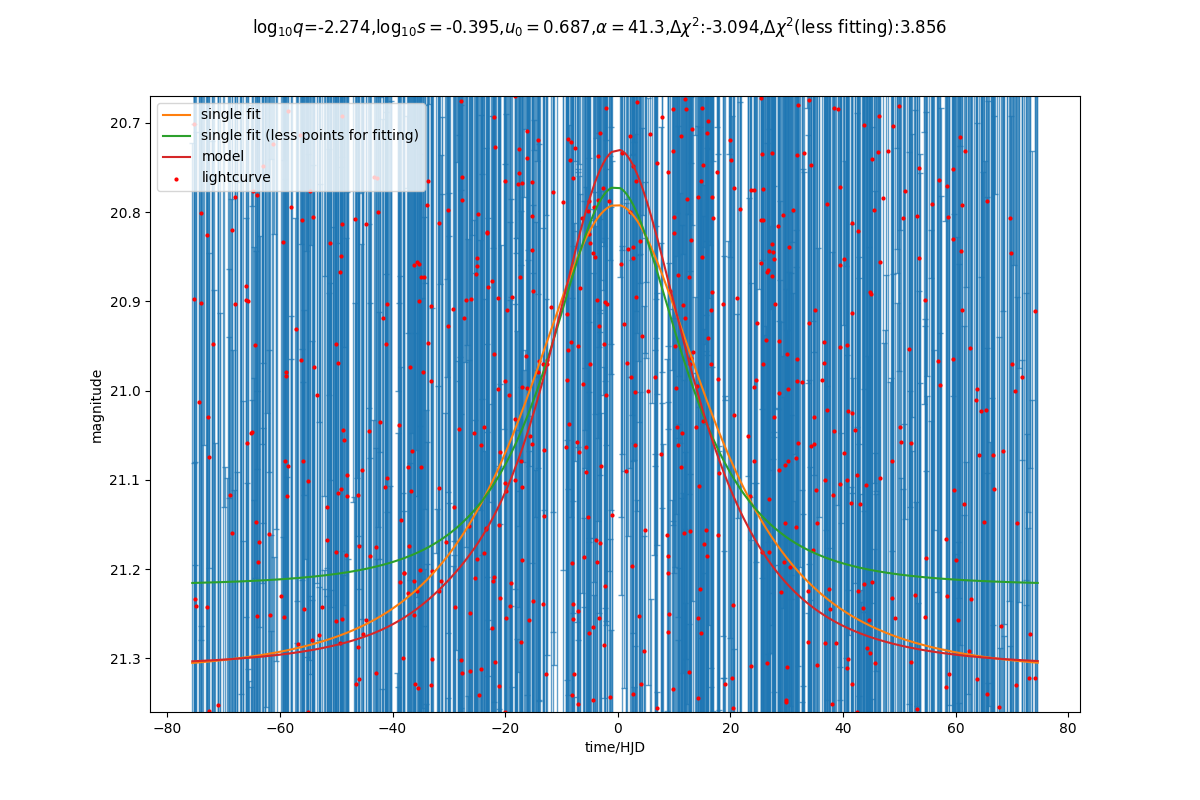 log₁₀q=-2.274,log₁₀s = -0.395,u₀ = 0.687,α = 41.3,Δχ²:-3.094,Δχ²(less fitting):3.856
single fit
single fit (less points for fitting)
model
lightcurve
magnitude
20.7
20.8
20.9
21.0
21.1
21.2
21.3
−80 −60 −40 −20 0 20 40 60 80
time/HJD